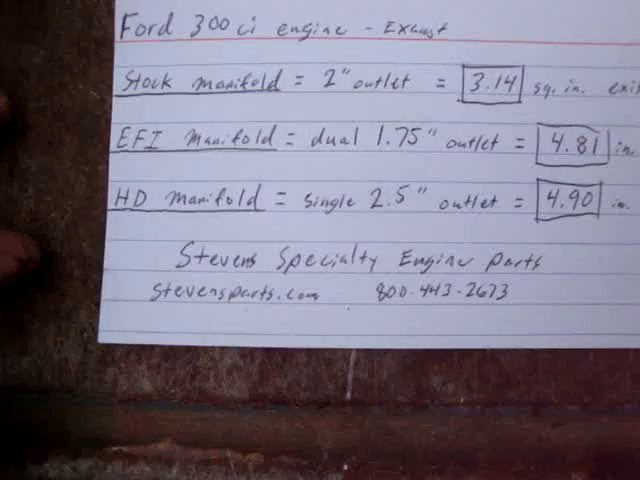 Ford 300 ci engine - Exhaust
Stock manifold = 2" outlet = 3.14 sq. in. exi
EFI Manifold = dual 1.75" outlet = 4.81 in.
HD manifold = single 2.5" outlet = 4.90 in.
Stevens Specialty Engine Parts
stevensparts.com 800-443-2673